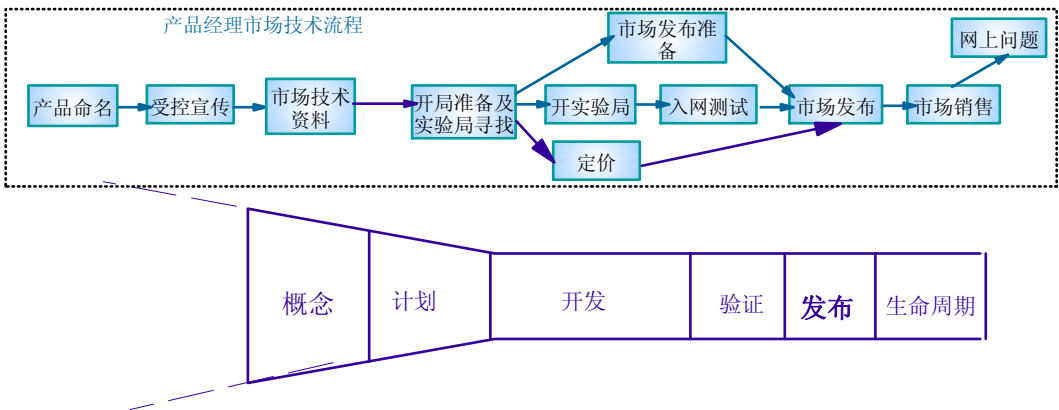 产品经理市场技术流程
市场发布准
备
网上问题
产品命名
受控宣传
市场技术
资料
开局准备及
实验局寻找
开实验局
入网测试
市场发布
市场销售
定价
概念
计划
开发
验证
发布
生命周期